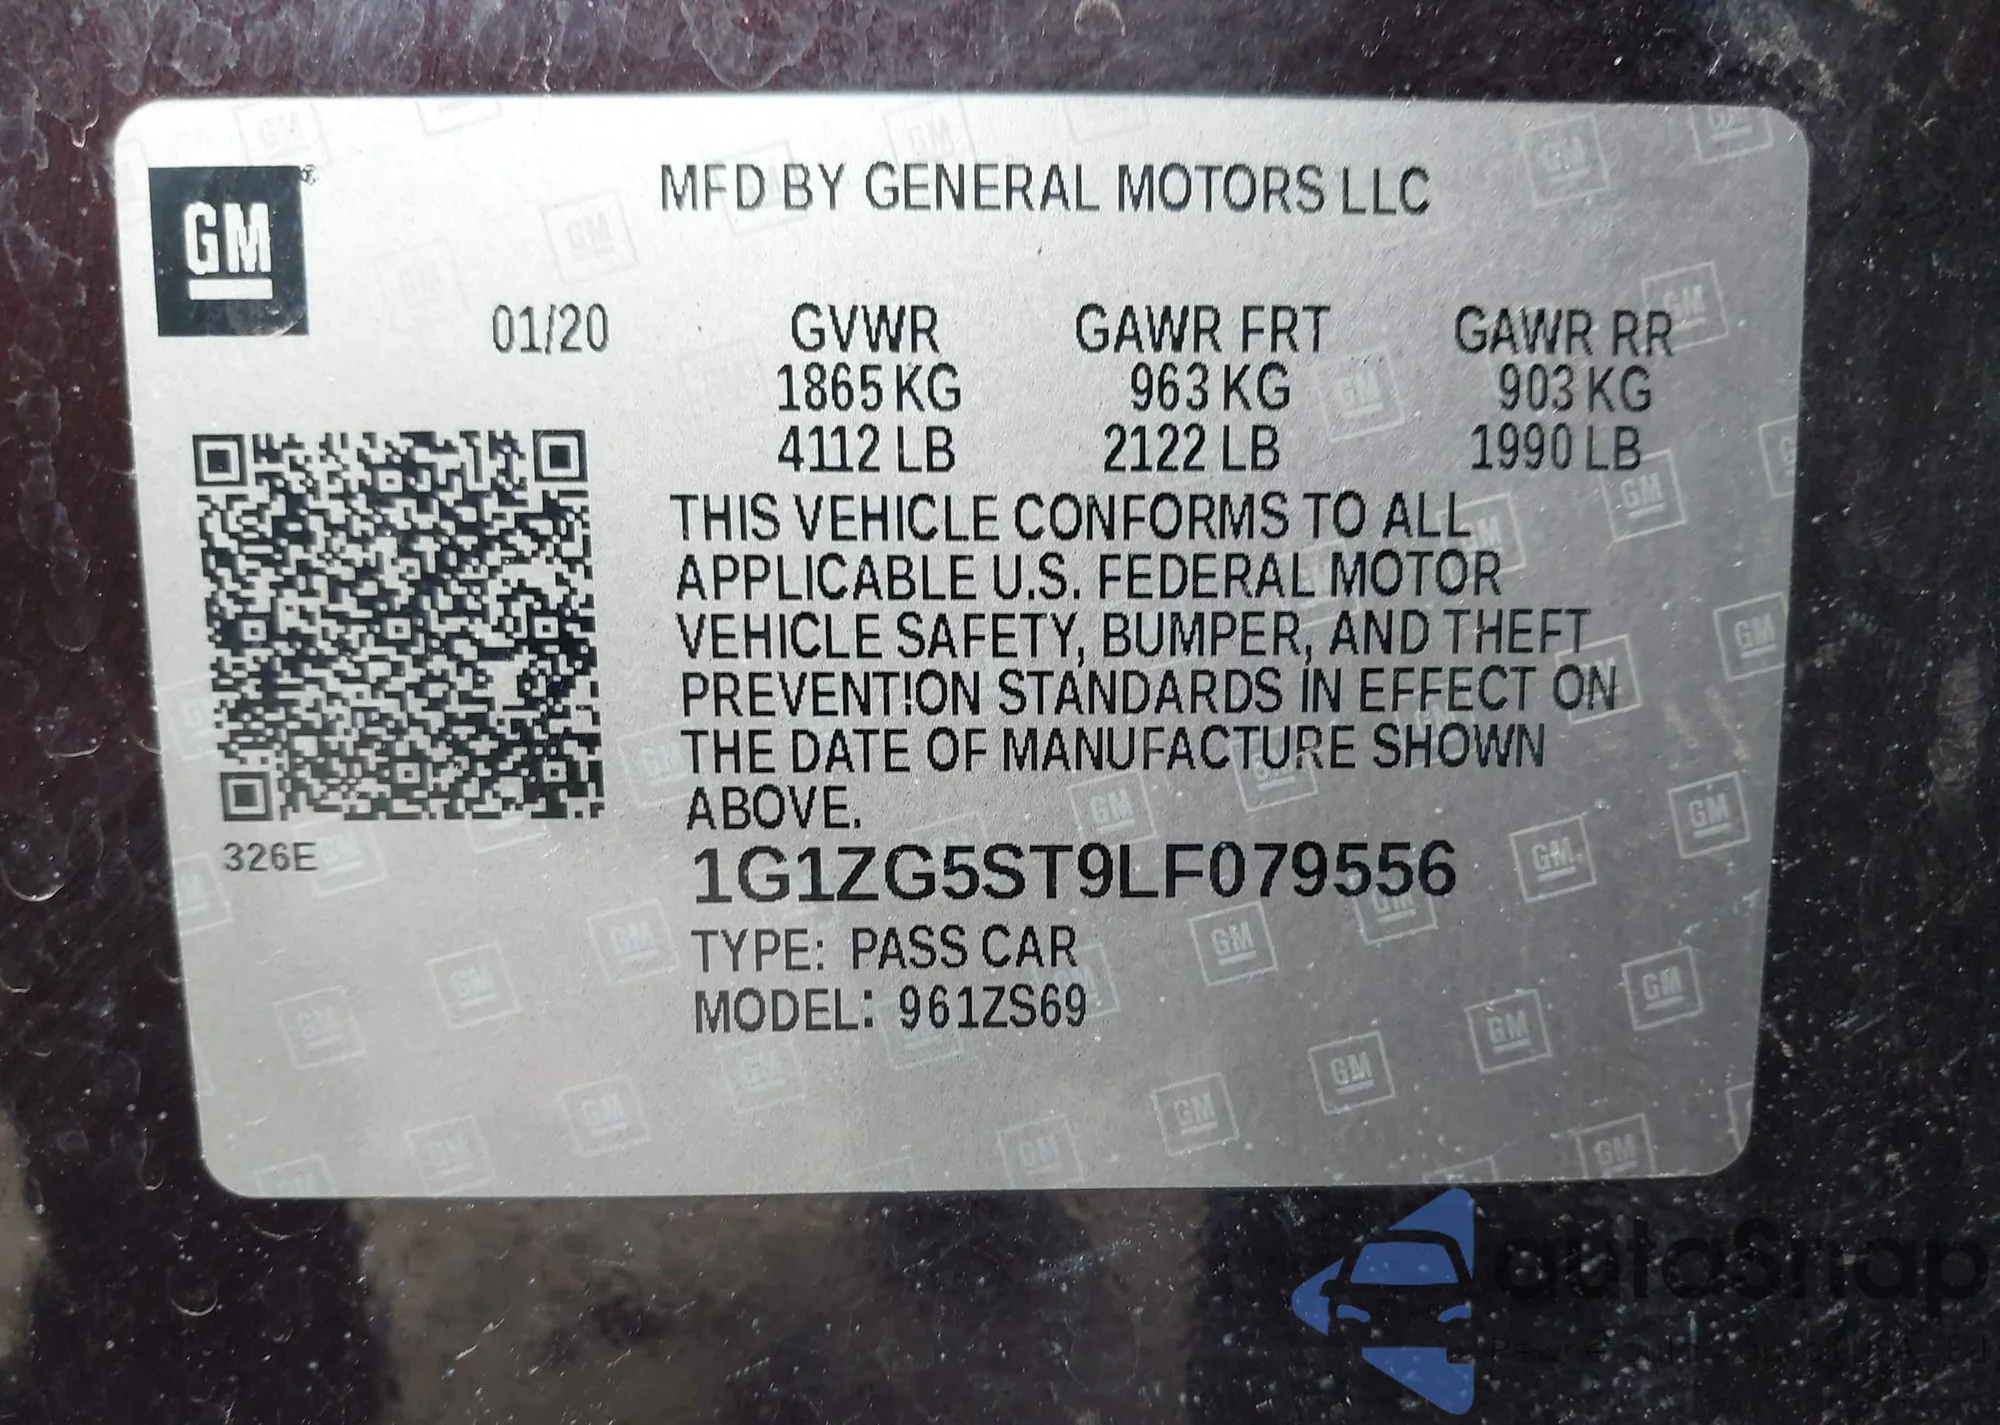 GM
MFD BY GENERAL MOTORS LLC
01/20
GVWR GAWR FRT GAWR RR
1865 KG 963 KG 903 KG
4112 LB 2122 LB 1990 LB
THIS VEHICLE CONFORMS TO ALL
APPLICABLE U.S. FEDERAL MOTOR
VEHICLE SAFETY, BUMPER, AND THEFT
PREVENTION STANDARDS IN EFFECT ON
THE DATE OF MANUFACTURE SHOWN
ABOVE.
326E
1G1ZG5ST9LF079556
TYPE: PASS CAR
MODEL: 961ZS69
autoSnap